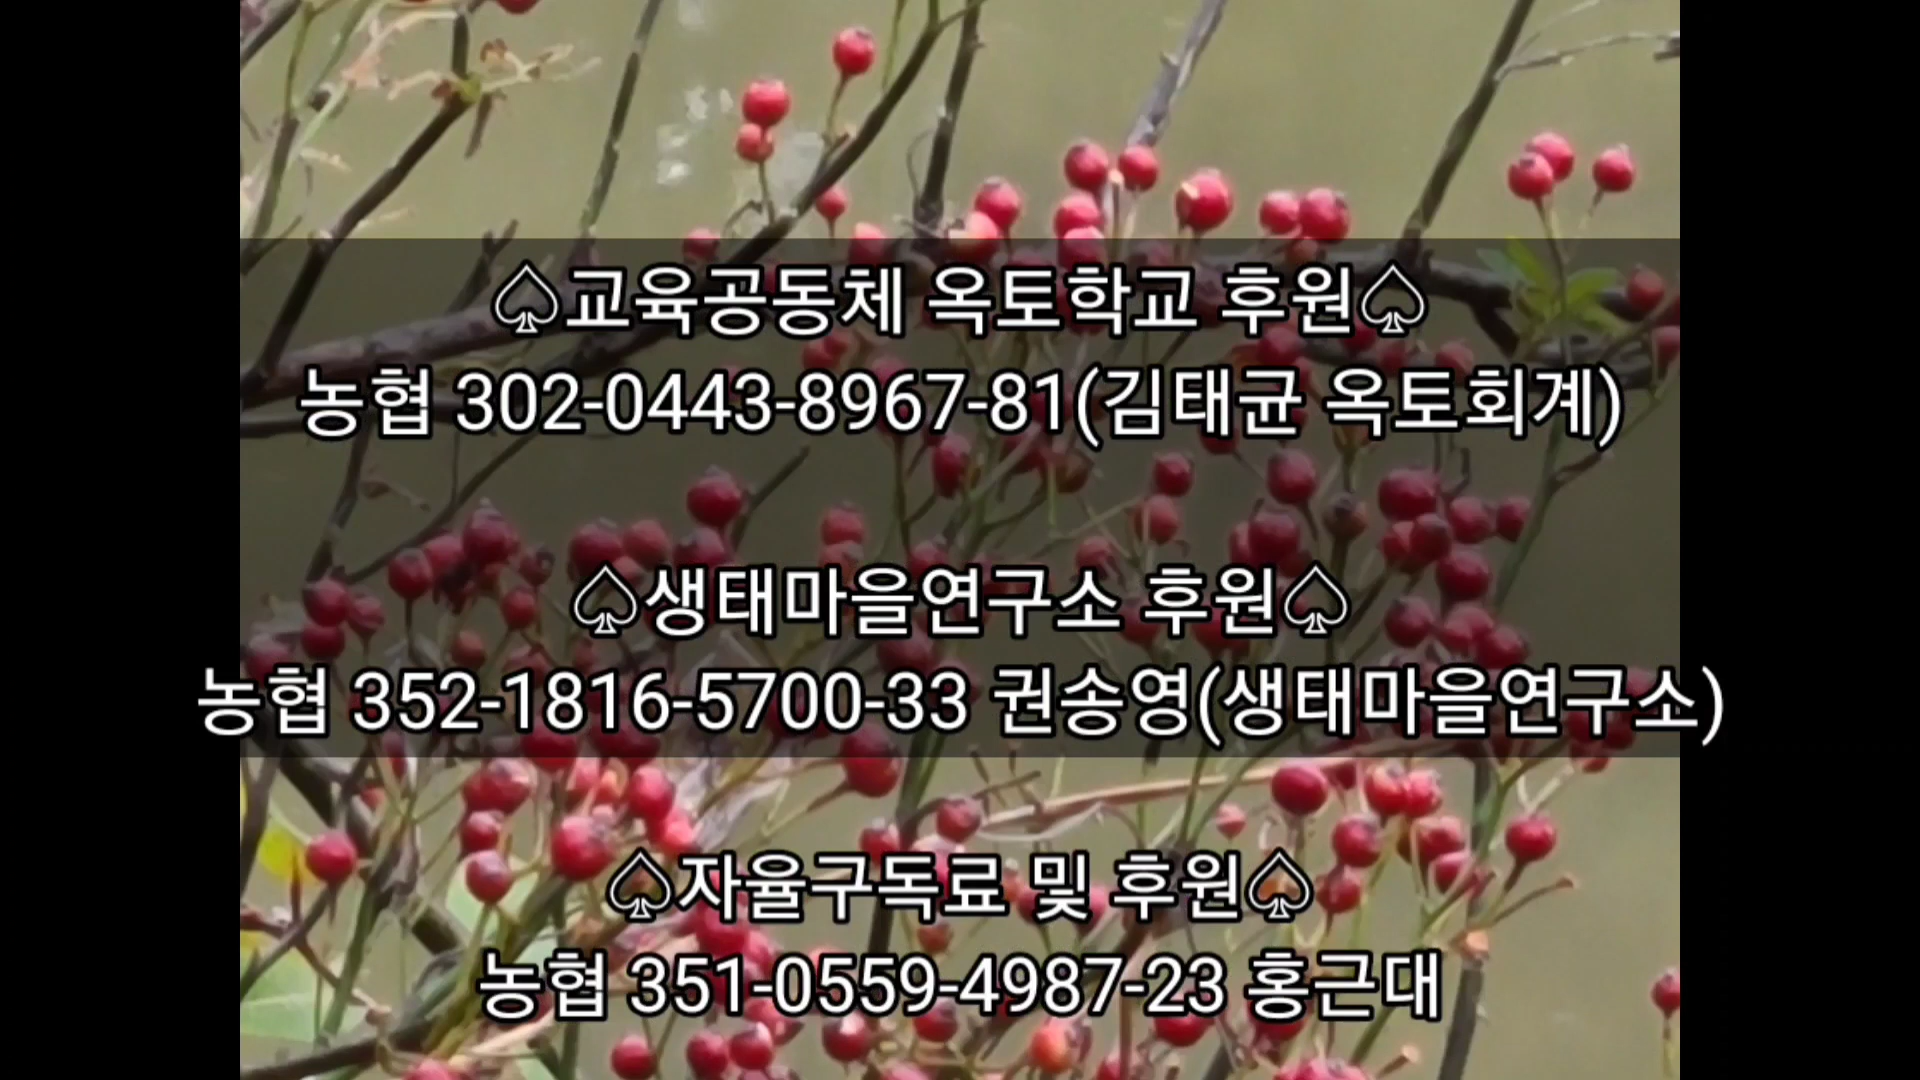 ♤교육공동체 옥토학교 후원♤
농협 302-0443-8967-81(김태균 옥토회계)
♤생태마을연구소 후원♤
농협 352-1816-5700-33 권송영(생태마을연구소)
♤자율구독료 및 후원♤
농협 351-0559-4987-23 홍근대